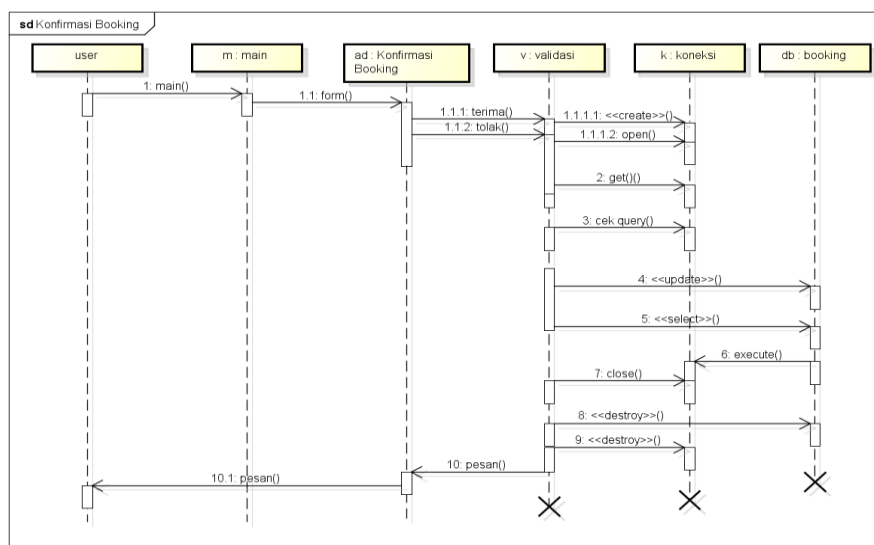 sd Konfirmasi Booking
user
m : main
ad : Konfirmasi
Booking
v : validasi
k : koneksi
db : booking
1: main()
1.1: form()
1.1.1: terima()
1.1.1.1: <<create>>()
1.1.2: tolak()
1.1.1.2: open()
2: get()()
3: cek query()
4: <<update>>()
5: <<select>>()
6: execute()
7: close()
8: <<destroy>>()
9: <<destroy>>()
10: pesan()
10.1: pesan()